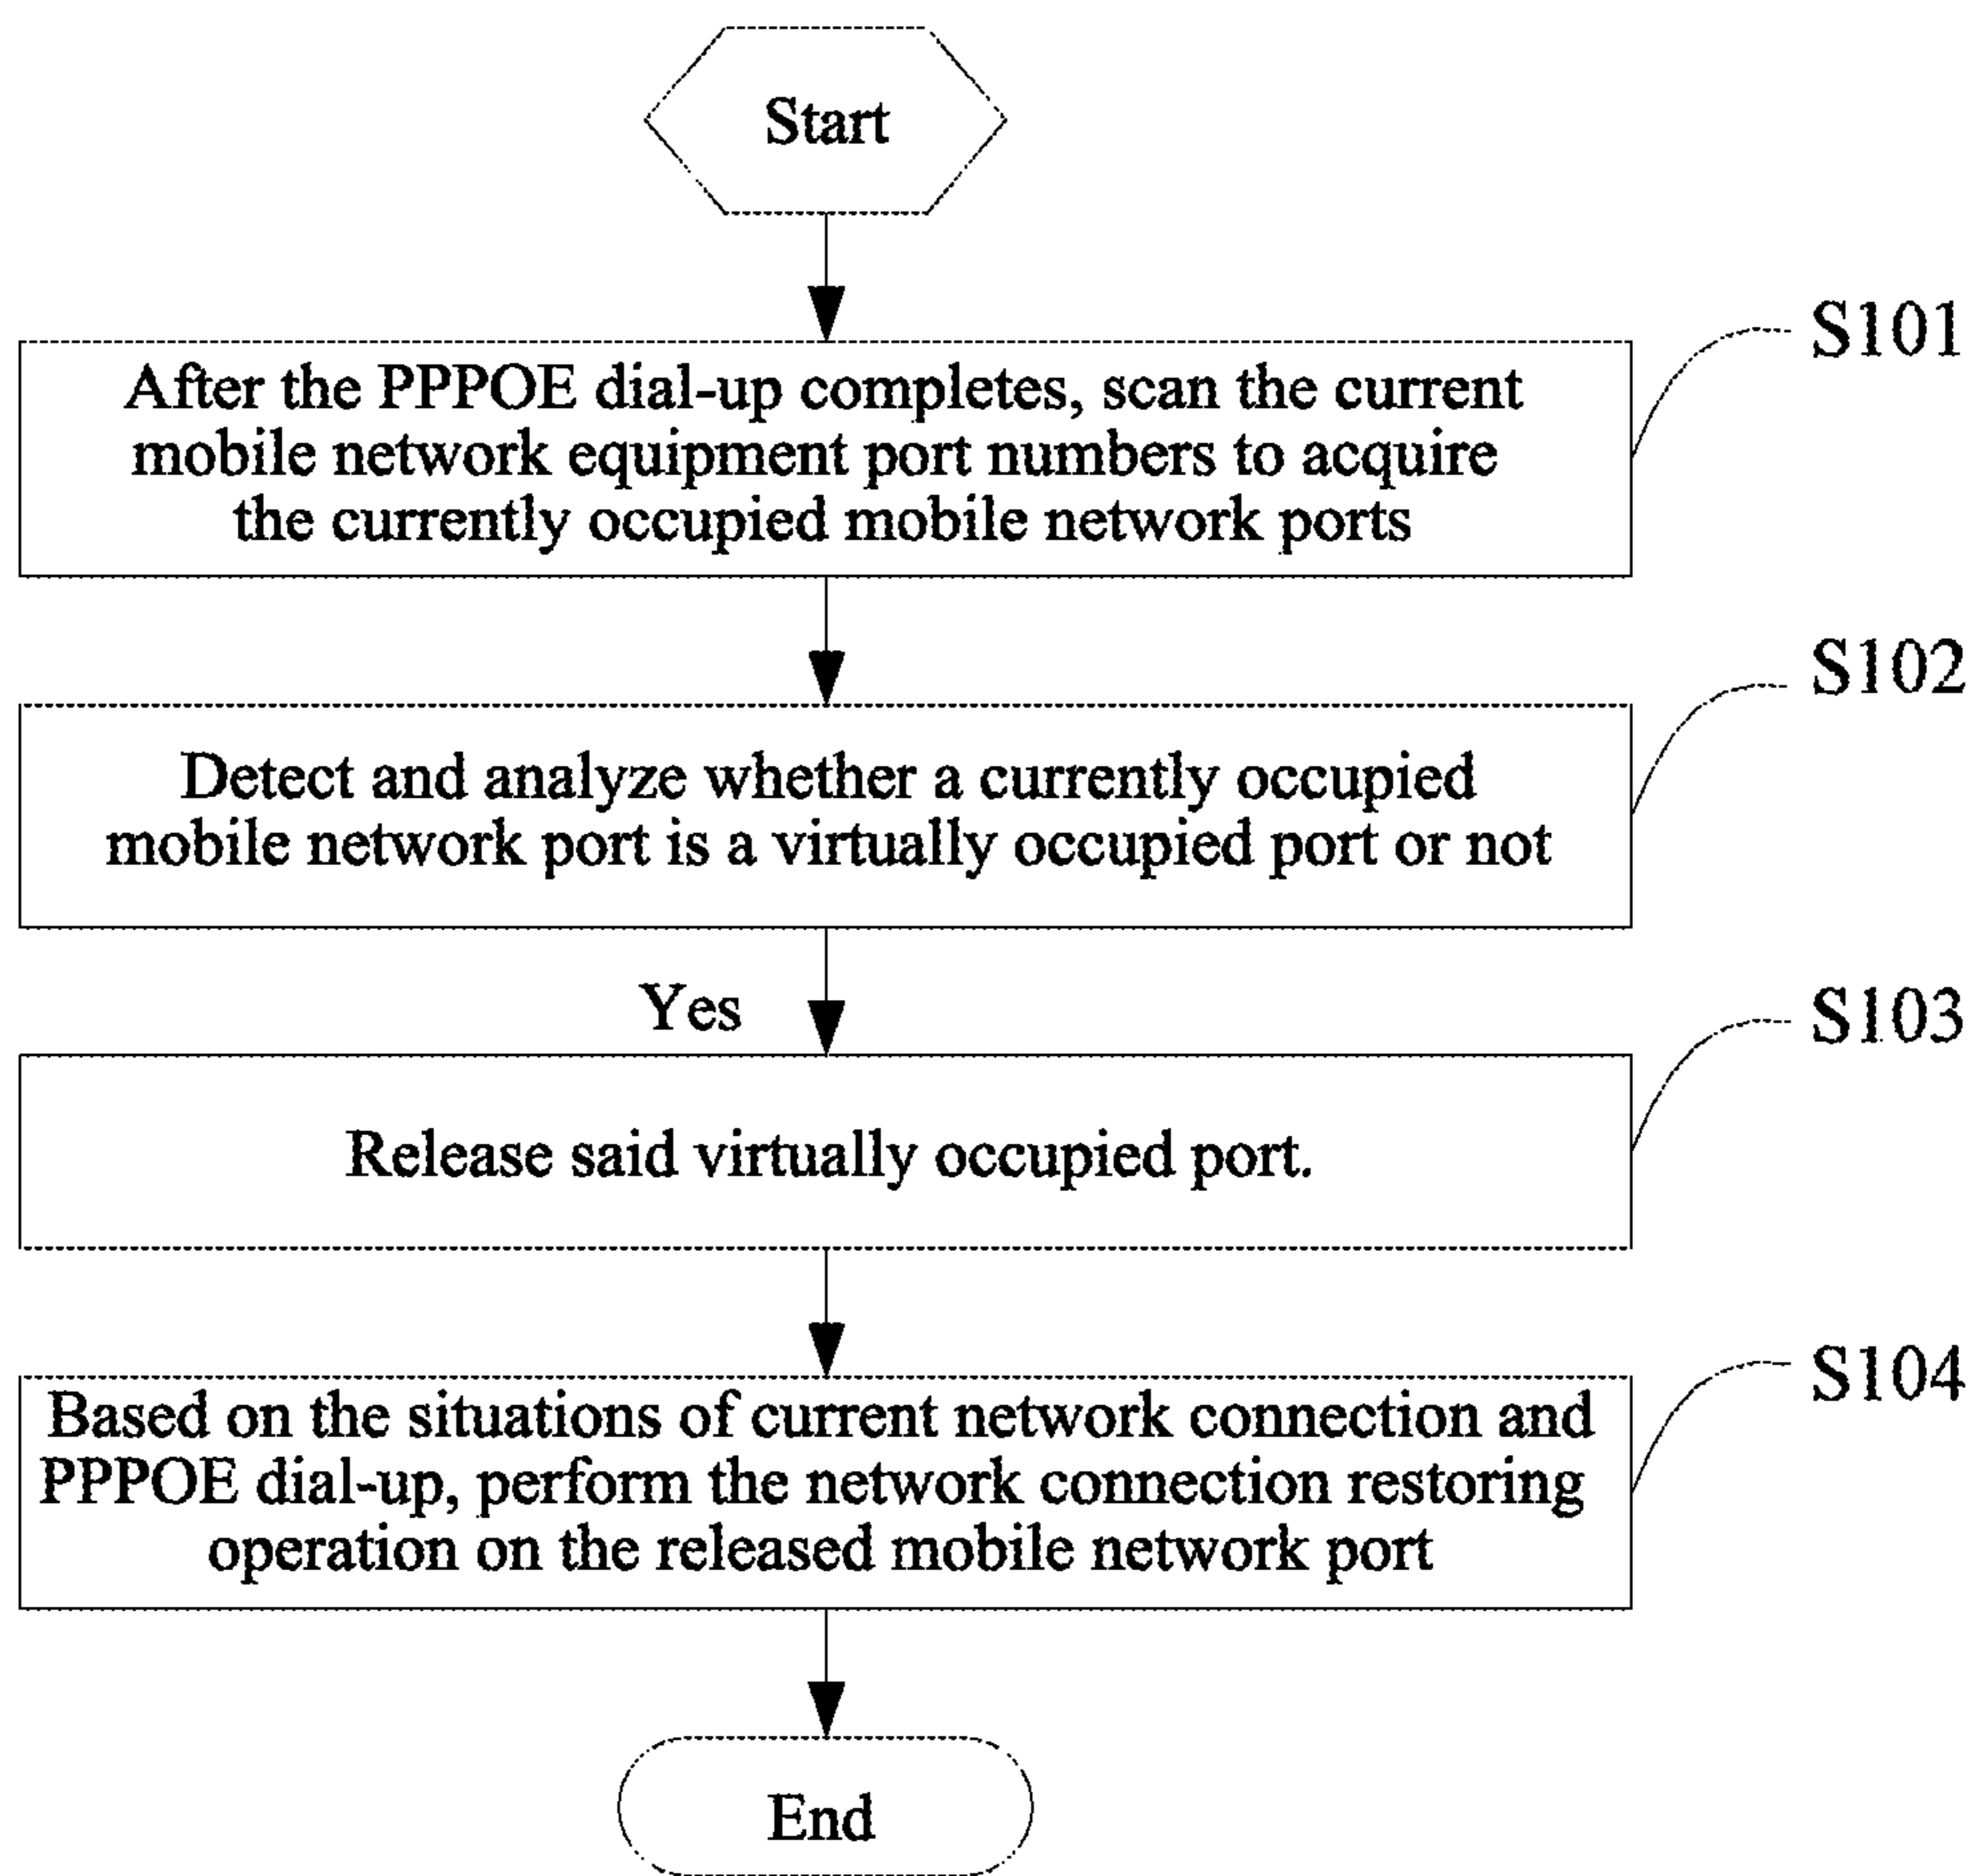 Start
S101
After the PPPOE dial-up completes, scan the current
mobile network equipment port numbers to acquire
the currently occupied mobile network ports
S102
Detect and analyze whether a currently occupied
mobile network port is a virtually occupied port or not
Yes
S103
Release said virtually occupied port.
S104
Based on the situations of current network connection and
PPPOE dial-up, perform the network connection restoring
operation on the released mobile network port
End